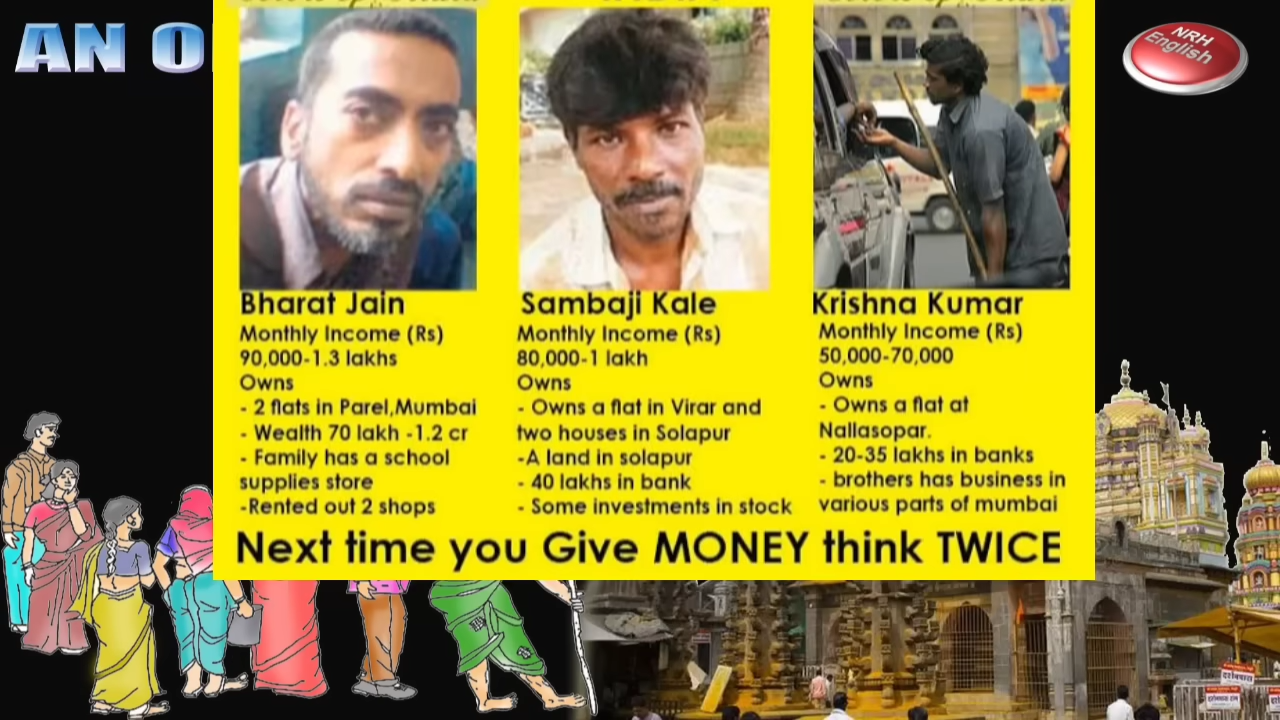 AN O
NRH
English
Bharat Jain
Monthly Income (Rs)
90,000-1.3 lakhs
Owns
- 2 flats in Parel,Mumbai
- Wealth 70 lakh -1.2 cr
- Family has a school
supplies store
-Rented out 2 shops
Sambaji Kale
Monthly Income (Rs)
80,000-1 lakh
Owns
- Owns a flat in Virar and
two houses in Solapur
-A land in solapur
- 40 lakhs in bank
- Some investments in stock
Krishna Kumar
Monthly Income (Rs)
50,000-70,000
Owns
- Owns a flat at
Nallasopar.
- 20-35 lakhs in banks
- brothers has business in
various parts of mumbai
Next time you Give MONEY think TWICE